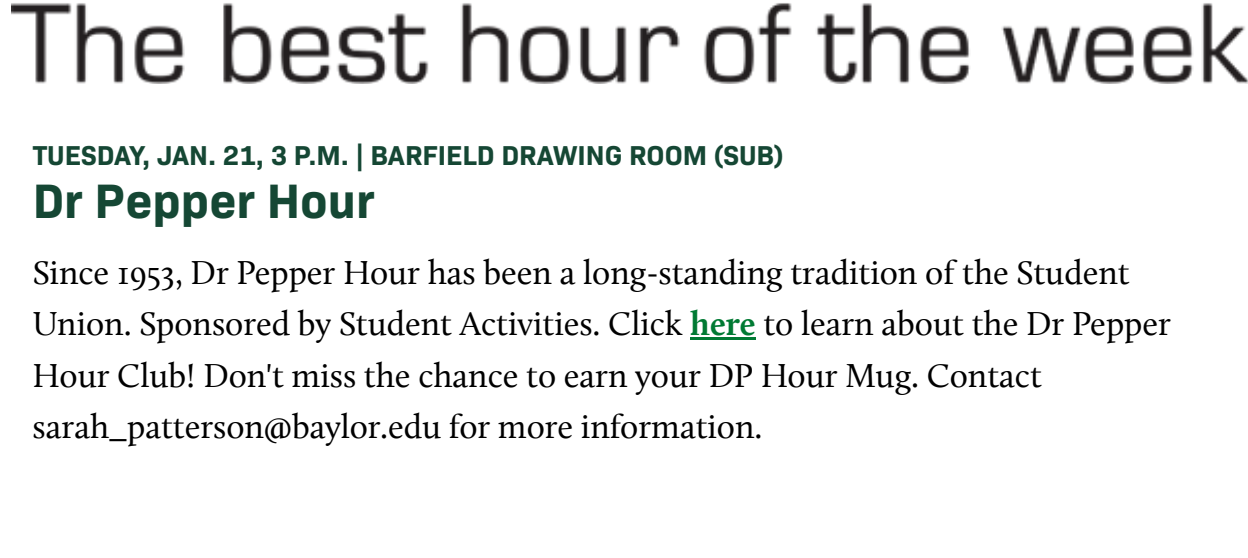 The best hour of the week
TUESDAY, JAN. 21, 3 P.M. | BARFIELD DRAWING ROOM (SUB)
Dr Pepper Hour
Since 1953, Dr Pepper Hour has been a long-standing tradition of the Student
Union. Sponsored by Student Activities. Click here to learn about the Dr Pepper
Hour Club! Don't miss the chance to earn your DP Hour Mug. Contact
sarah_patterson@baylor.edu for more information.